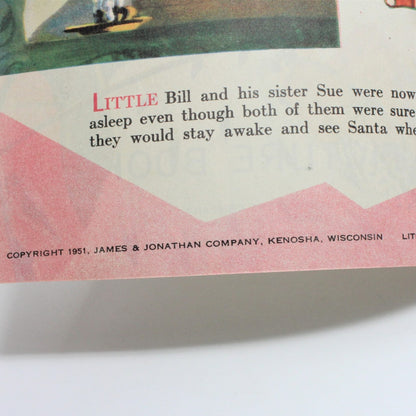 LITTLE Bill and his sister Sue were now
asleep even though both of them were sure
they would stay awake and see Santa
COPYRIGHT 1951, JAMES & JONATHAN COMPANY, KENOSHA, WISCONSIN